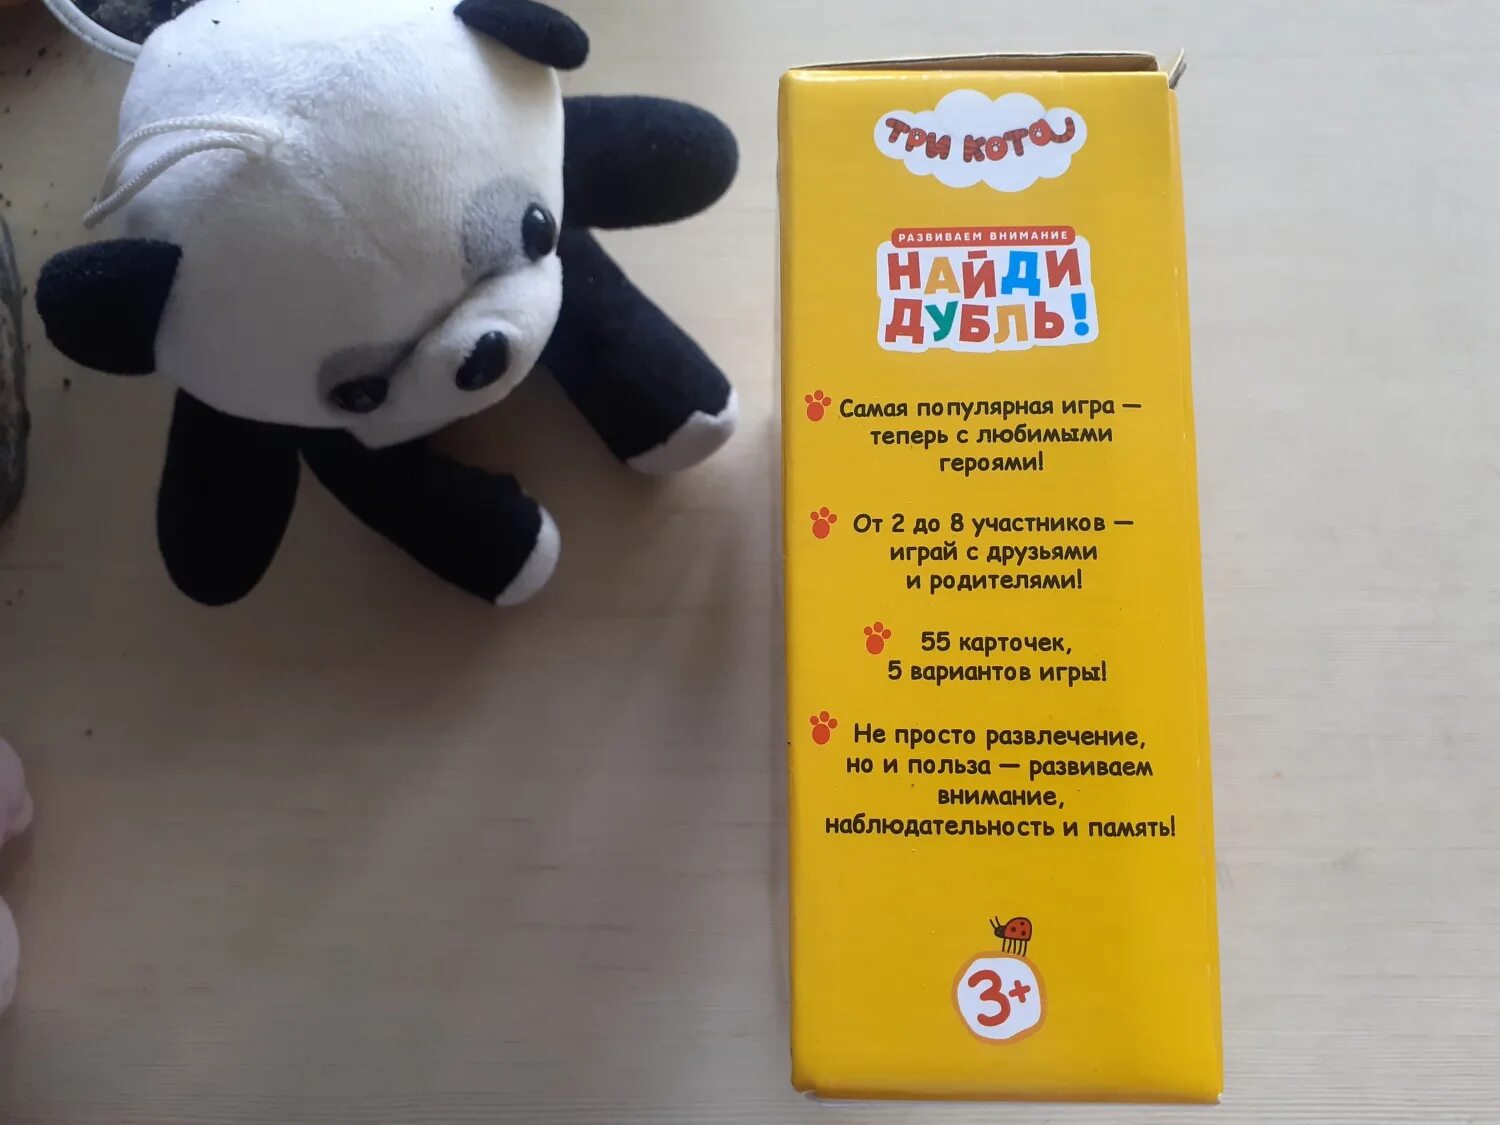 ТРИ КОТА
РАЗВИВАЕМ ВНИМАНИЕ
НАЙДИ
ДУБЛЬ!
Самая популярная игра —
теперь с любимыми
героями!
От 2 до 8 участников —
играй с друзьями
и родителями!
55 карточек,
5 вариантов игры!
Не просто развлечение,
но и польза — развиваем
внимание,
наблюдательность и память!
3+